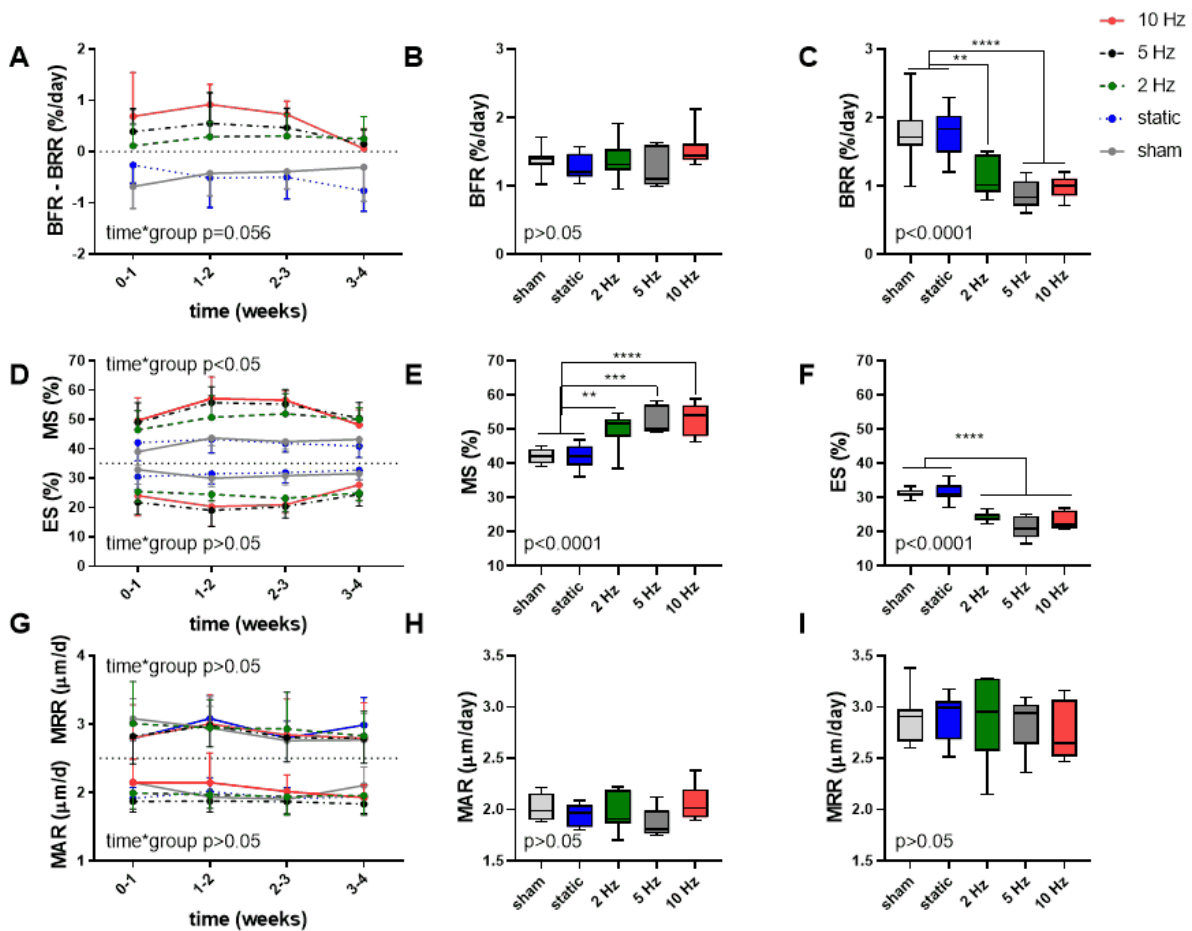 10 Hz
5 Hz
2 Hz
static
sham
A
BFR - BRR (%/day)
2
1
0
-1
-2
time*group p=0.056
0-1
1-2
2-3
3-4
time (weeks)
B
BFR (%/day)
3
2
1
0
p>0.05
sham
static
2 Hz
5 Hz
10 Hz
C
BRR (%/day)
3
2
1
0
****
**
p<0.0001
sham
static
2 Hz
5 Hz
10 Hz
D
ES (%) MS (%)
70
60
50
40
30
20
10
time*group p<0.05
time*group p>0.05
0-1
1-2
2-3
3-4
time (weeks)
E
MS (%)
70
60
50
40
30
20
10
****
***
**
p<0.0001
sham
static
2 Hz
5 Hz
10 Hz
F
ES (%)
70
60
50
40
30
20
10
****
p<0.0001
sham
static
2 Hz
5 Hz
10 Hz
G
MAR (μm/d) MRR (μm/d)
4
3
2
1
time*group p>0.05
time*group p>0.05
0-1
1-2
2-3
3-4
time (weeks)
H
MAR (μm/day)
3.5
3.0
2.5
2.0
1.5
p>0.05
sham
static
2 Hz
5 Hz
10 Hz
I
MRR (μm/day)
3.5
3.0
2.5
2.0
1.5
p>0.05
sham
static
2 Hz
5 Hz
10 Hz